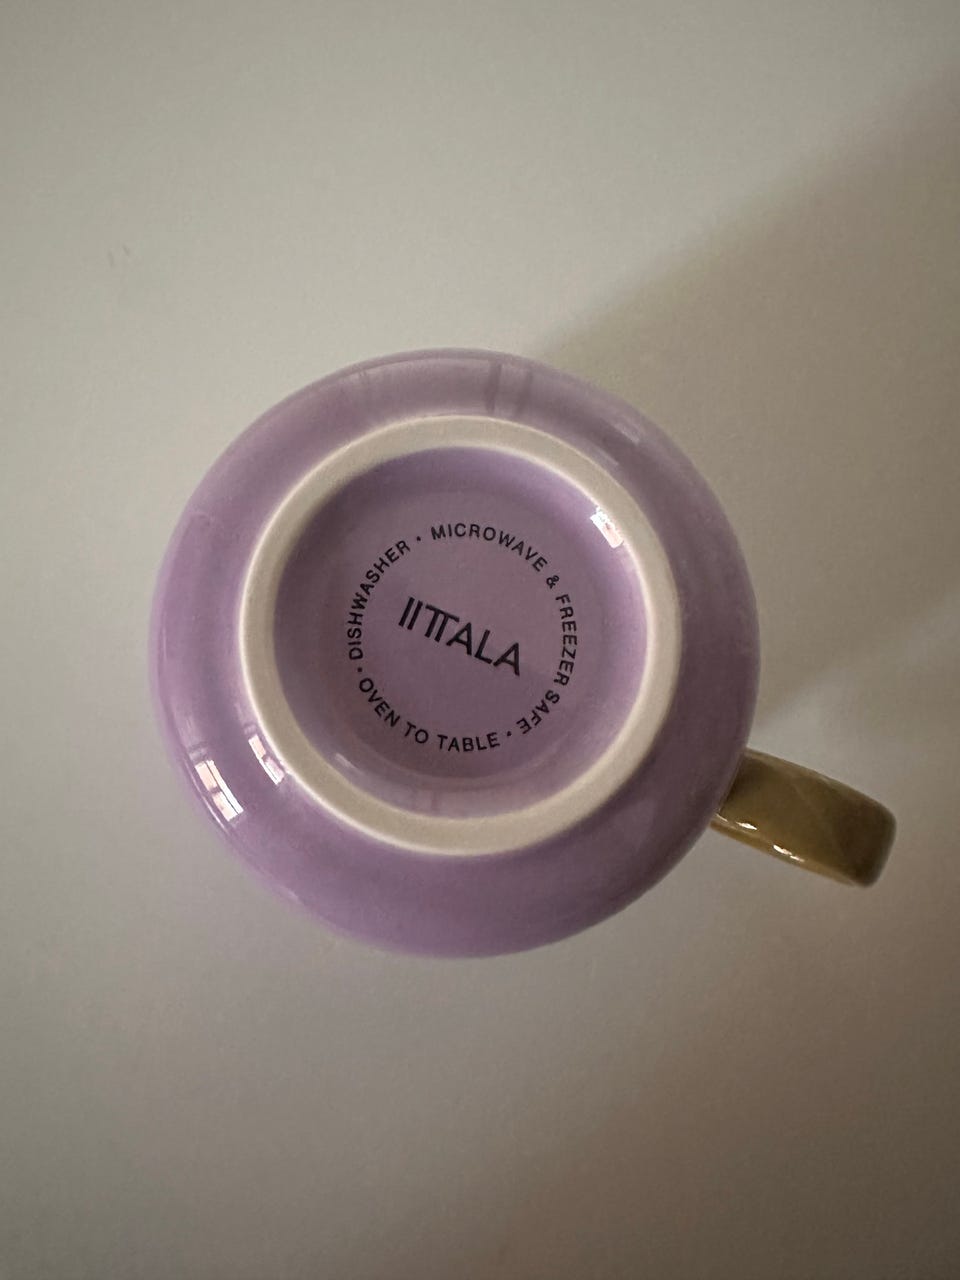 IITTALA
DISHWASHER • MICROWAVE & FREEZER SAFE • OVEN TO TABLE •